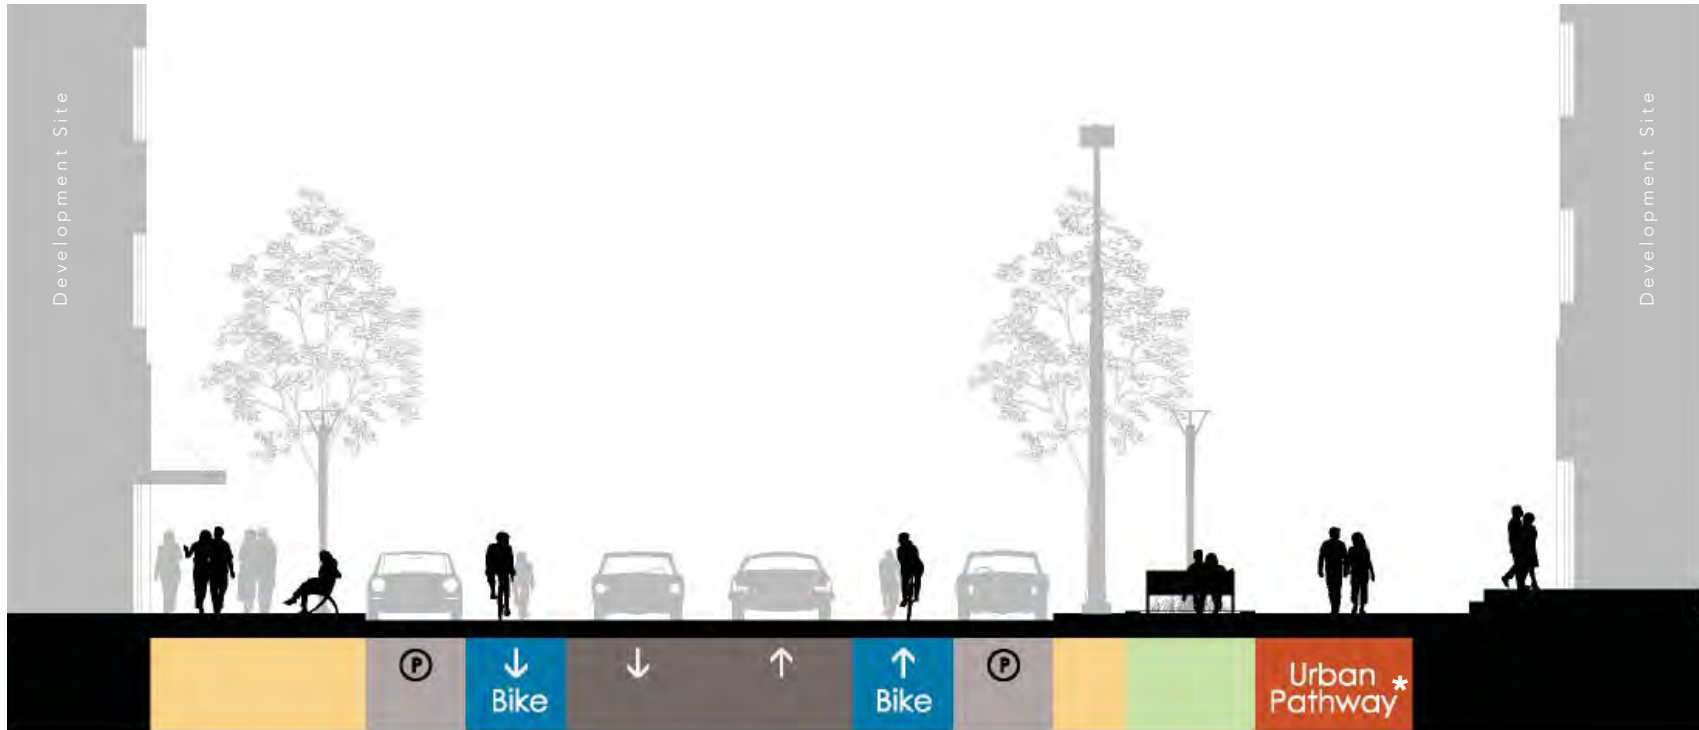 Development Site
Development Site
P
↓
Bike
↓
↑
↑
Bike
P
Urban
Pathway*